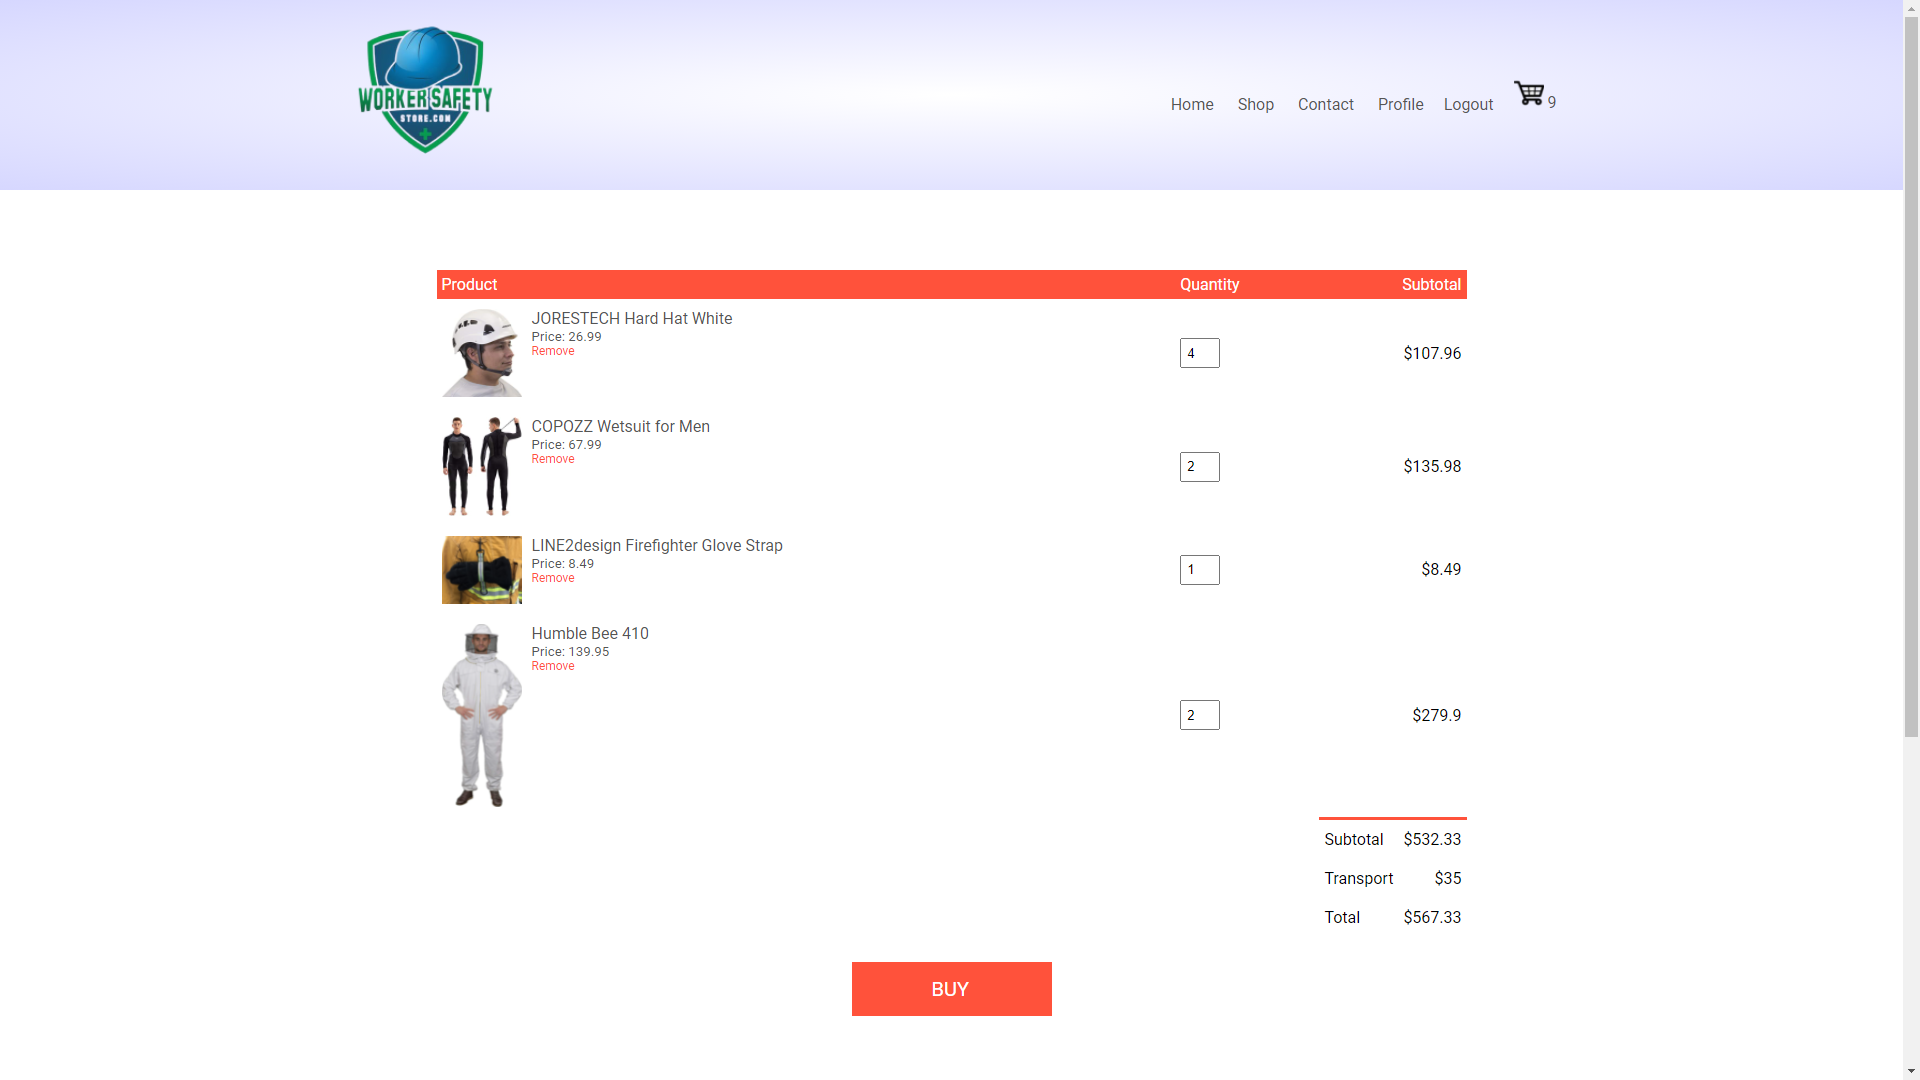 WORKER SAFETY
STORE.COM
Home Shop Contact Profile Logout 9
Product Quantity Subtotal
JORESTECH Hard Hat White
Price: 26.99
Remove
4 $107.96
COPOZZ Wetsuit for Men
Price: 67.99
Remove
2 $135.98
LINE2design Firefighter Glove Strap
Price: 8.49
Remove
1 $8.49
Humble Bee 410
Price: 139.95
Remove
2 $279.9
Subtotal $532.33
Transport $35
Total $567.33
BUY